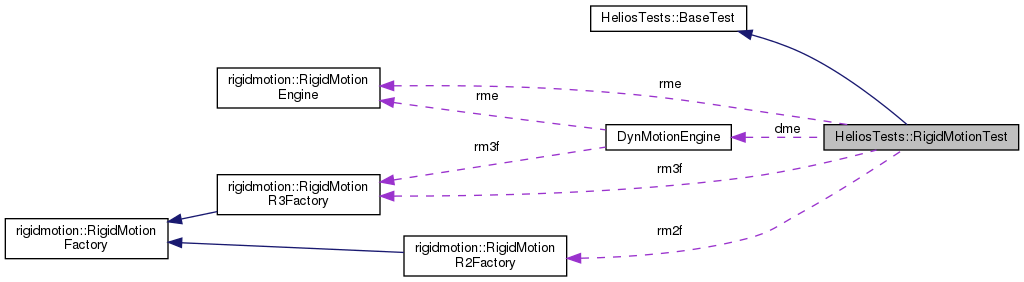 HeliosTests::BaseTest
rigidmotion::RigidMotion
Engine
rme
rme
DynMotionEngine
dme
HeliosTests::RigidMotionTest
rm3f
rm3f
rigidmotion::RigidMotion
R3Factory
rigidmotion::RigidMotion
Factory
rm2f
rigidmotion::RigidMotion
R2Factory